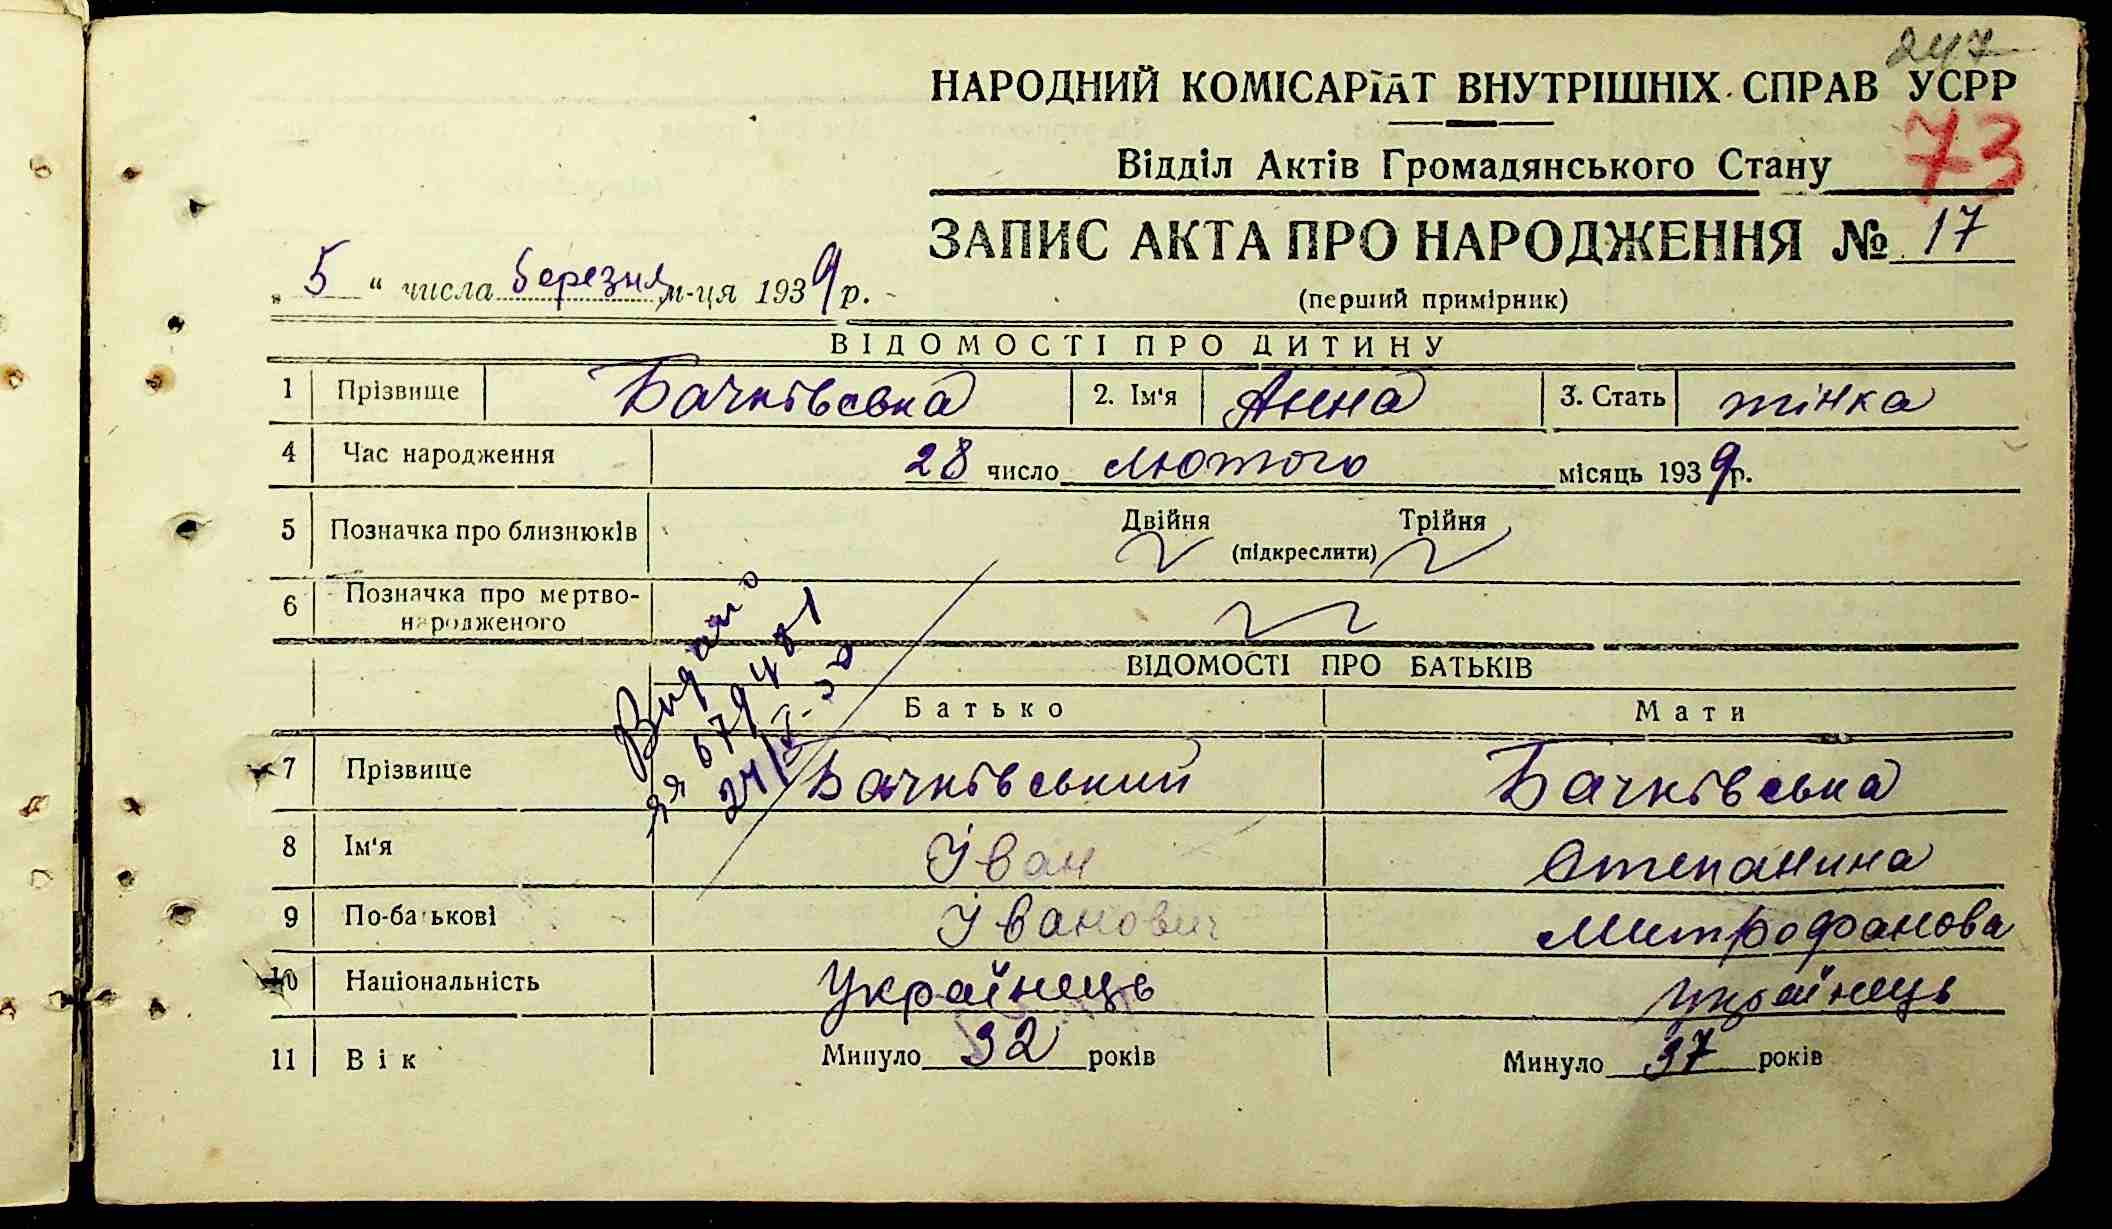 247
НАРОДНИЙ КОМІСАРІАТ ВНУТРІШНІХ СПРАВ УСРР
73
Відділ Актів Громадянського Стану
ЗАПИС АКТА ПРО НАРОДЖЕННЯ № 17
„ 5 “ числа березня м-ця 1939 р.
(перший примірник)
ВІДОМОСТІ ПРО ДИТИНУ
1 Прізвище Бачківська 2. Ім'я Анна 3. Стать жінка
4 Час народження 28 число лютого місяць 1939 р.
5 Позначка про близнюків Двійня (підкреслити) Трійня
6 Позначка про мертво-
народженого
ВІДОМОСТІ ПРО БАТЬКІВ
Батько Мати
Видано
7 Прізвище Бачківський Бачківська
8 Ім'я Іван Степанина
9 По-батькові Іванович Митрофанова
10 Національність Українець Українець
11 Вік Минуло 32 років Минуло 37 років